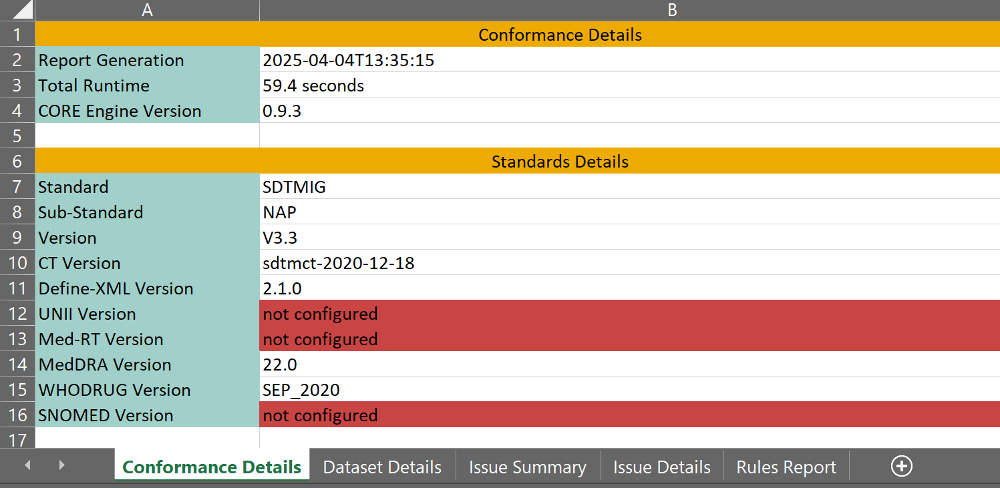 A B
1 Conformance Details
2 Report Generation 2025-04-04T13:35:15
3 Total Runtime 59.4 seconds
4 CORE Engine Version 0.9.3
5
6 Standards Details
7 Standard SDTMIG
8 Sub-Standard NAP
9 Version V3.3
10 CT Version sdtmct-2020-12-18
11 Define-XML Version 2.1.0
12 UNII Version not configured
13 Med-RT Version not configured
14 MedDRA Version 22.0
15 WHODRUG Version SEP_2020
16 SNOMED Version not configured
17
Conformance Details Dataset Details Issue Summary Issue Details Rules Report